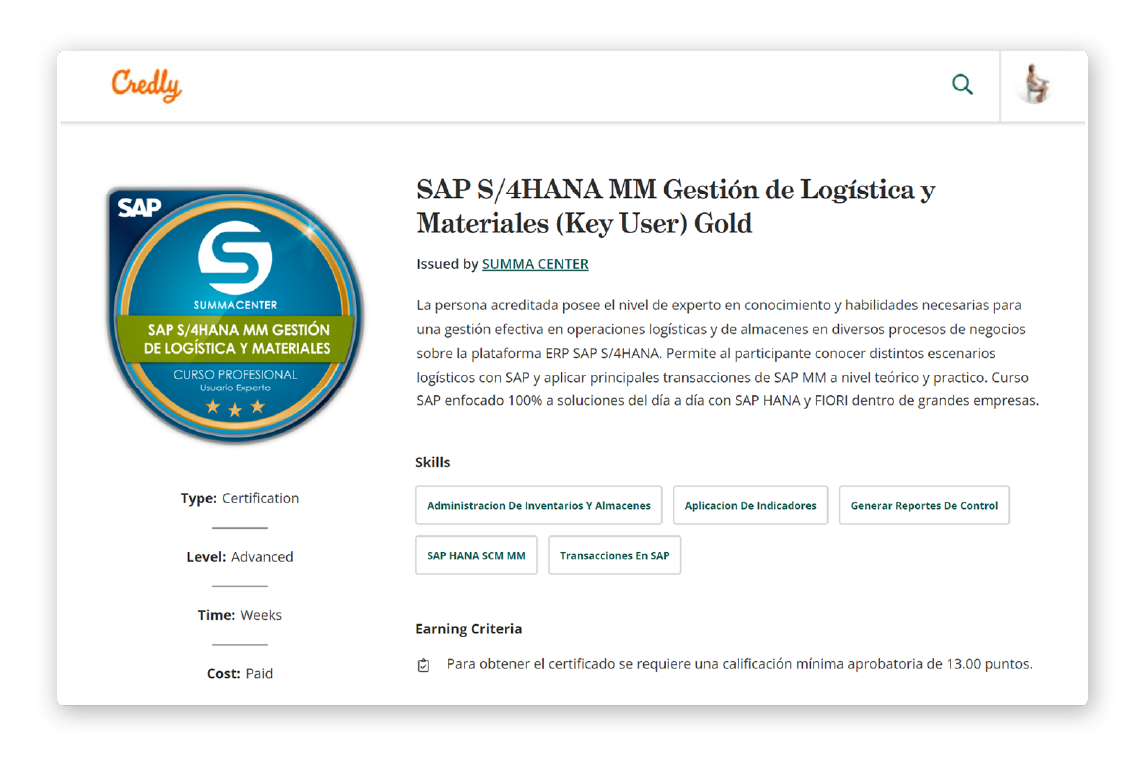 Credly
SAP
SUMMACENTER
SAP S/4HANA MM GESTIÓN
DE LOGÍSTICA Y MATERIALES
CURSO PROFESIONAL
Usuario Experto
Type: Certification
Level: Advanced
Time: Weeks
Cost: Paid
SAP S/4HANA MM Gestión de Logística y
Materiales (Key User) Gold
Issued by SUMMA CENTER
La persona acreditada posee el nivel de experto en conocimiento y habilidades necesarias para
una gestión efectiva en operaciones logísticas y de almacenes en diversos procesos de negocios
sobre la plataforma ERP SAP S/4HANA. Permite al participante conocer distintos escenarios
logísticos con SAP y aplicar principales transacciones de SAP MM a nivel teórico y practico. Curso
SAP enfocado 100% a soluciones del día a día con SAP HANA y FIORI dentro de grandes empresas.
Skills
Administracion De Inventarios Y Almacenes
Aplicacion De Indicadores
Generar Reportes De Control
SAP HANA SCM MM
Transacciones En SAP
Earning Criteria
Para obtener el certificado se requiere una calificación mínima aprobatoria de 13.00 puntos.